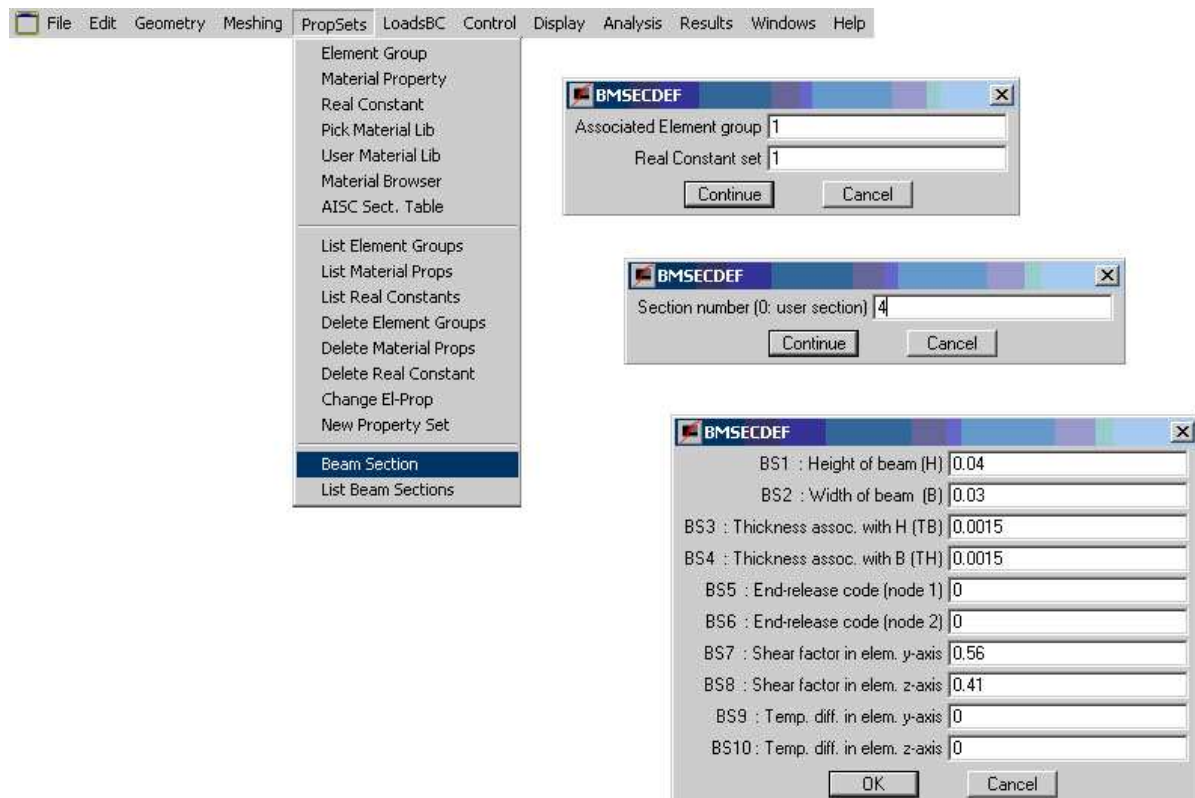 File Edit Geometry Meshing PropSets LoadsBC Control Display Analysis Results Windows Help
Element Group
Material Property
Real Constant
Pick Material Lib
User Material Lib
Material Browser
AISC Sect. Table
List Element Groups
List Material Props
List Real Constants
Delete Element Groups
Delete Material Props
Delete Real Constant
Change El-Prop
New Property Set
Beam Section
List Beam Sections
BMSECDEF
Associated Element group 1
Real Constant set 1
Continue Cancel
BMSECDEF
Section number (0: user section) 4
Continue Cancel
BMSECDEF
BS1 : Height of beam (H) 0.04
BS2 : Width of beam (B) 0.03
BS3 : Thickness assoc. with H (TB) 0.0015
BS4 : Thickness assoc. with B (TH) 0.0015
BS5 : End-release code (node 1) 0
BS6 : End-release code (node 2) 0
BS7 : Shear factor in elem. y-axis 0.56
BS8 : Shear factor in elem. z-axis 0.41
BS9 : Temp. diff. in elem. y-axis 0
BS10 : Temp. diff. in elem. z-axis 0
OK Cancel